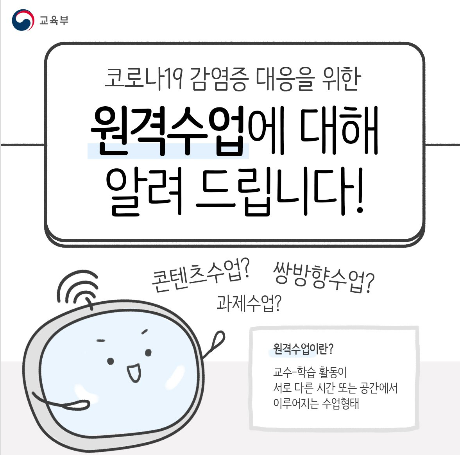 교육부
코로나19 감염증 대응을 위한
원격수업에 대해
알려 드립니다!
콘텐츠수업? 쌍방향수업?
과제수업?
원격수업이란?
교수-학습 활동이
서로 다른 시간 또는 공간에서
이루어지는 수업형태